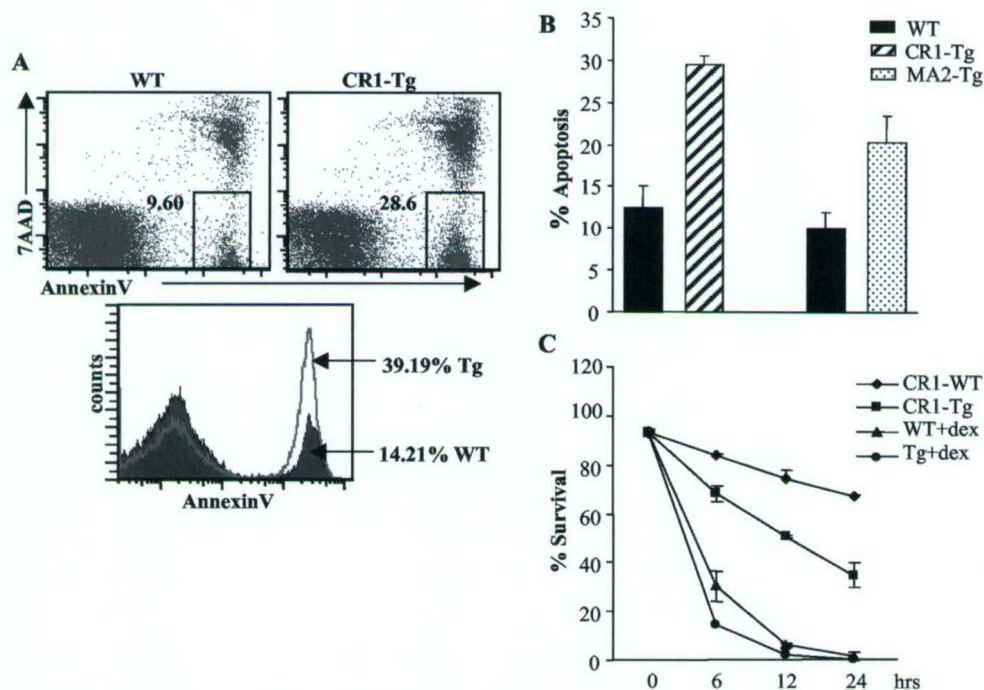 A
WT
CR1-Tg
7AAD
9.60
28.6
AnnexinV
counts
39.19% Tg
14.21% WT
AnnexinV
B
% Apoptosis
35
30
25
20
15
10
5
0
WT
CR1-Tg
MA2-Tg
C
% Survival
120
100
80
60
40
20
0
0 6 12 24 hrs
CR1-WT
CR1-Tg
WT+dex
Tg+dex